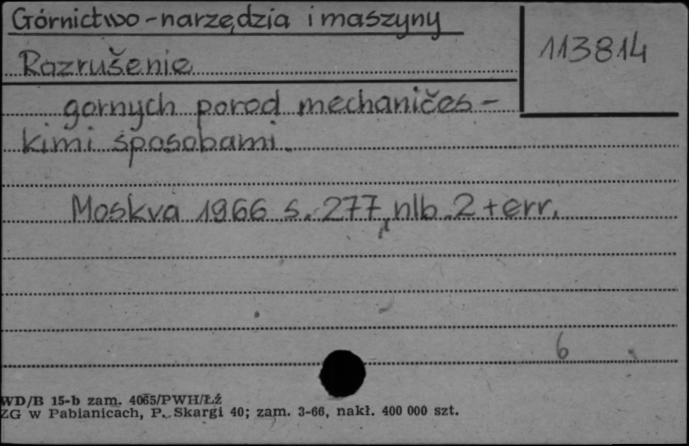 Górnictwo-narzędzia i maszyny
113814
Razrušenie
gornych porod mechaničes-
kimi sposobami.
Moskva 1966 s. 277, nlb. 2 + err.
6
WD/B 15-b zam. 4065/PWH/Łź
ZG w Pabianicach, P. Skargi 40; zam. 3-66, nakł. 400 000 szt.